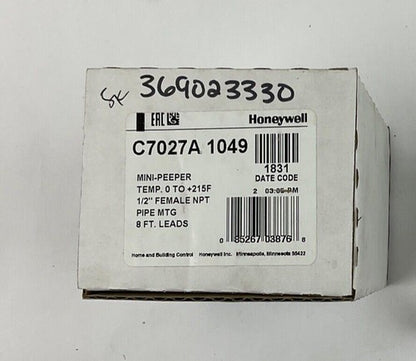 SK 369023330
EAC
Honeywell
C7027A 1049
1831
DATE CODE
MINI-PEEPER
TEMP. 0 TO +215F
1/2" FEMALE NPT
PIPE MTG
8 FT. LEADS
2 03:05 PM
0 85267 03876 8
Home and Building Control Honeywell Inc. Minneapolis, Minnesota 55422